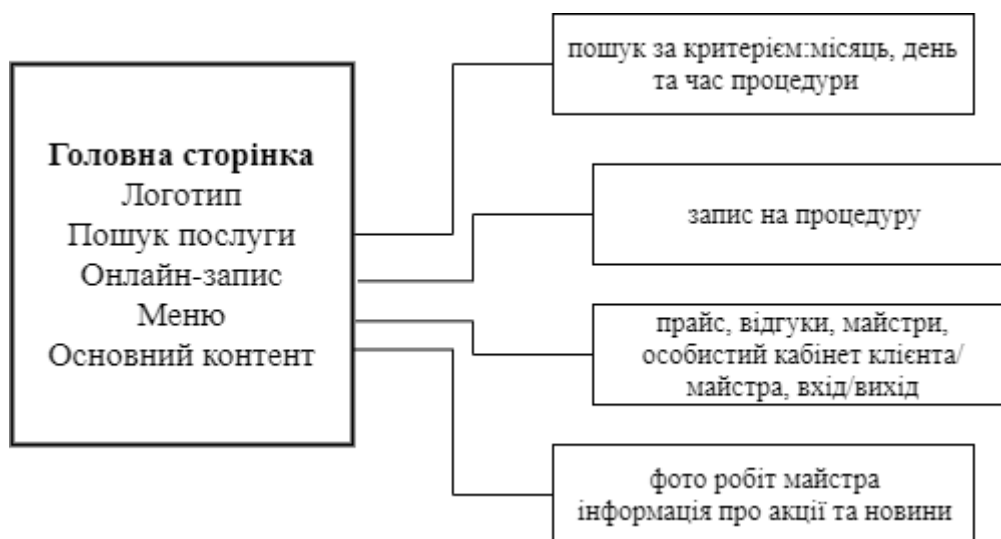 Головна сторінка
Логотип
Пошук послуги
Онлайн-запис
Меню
Основний контент
пошук за критерієм:місяць, день
та час процедури
запис на процедуру
прайс, відгуки, майстри,
особистий кабінет клієнта/
майстра, вхід/вихід
фото робіт майстра
інформація про акції та новини